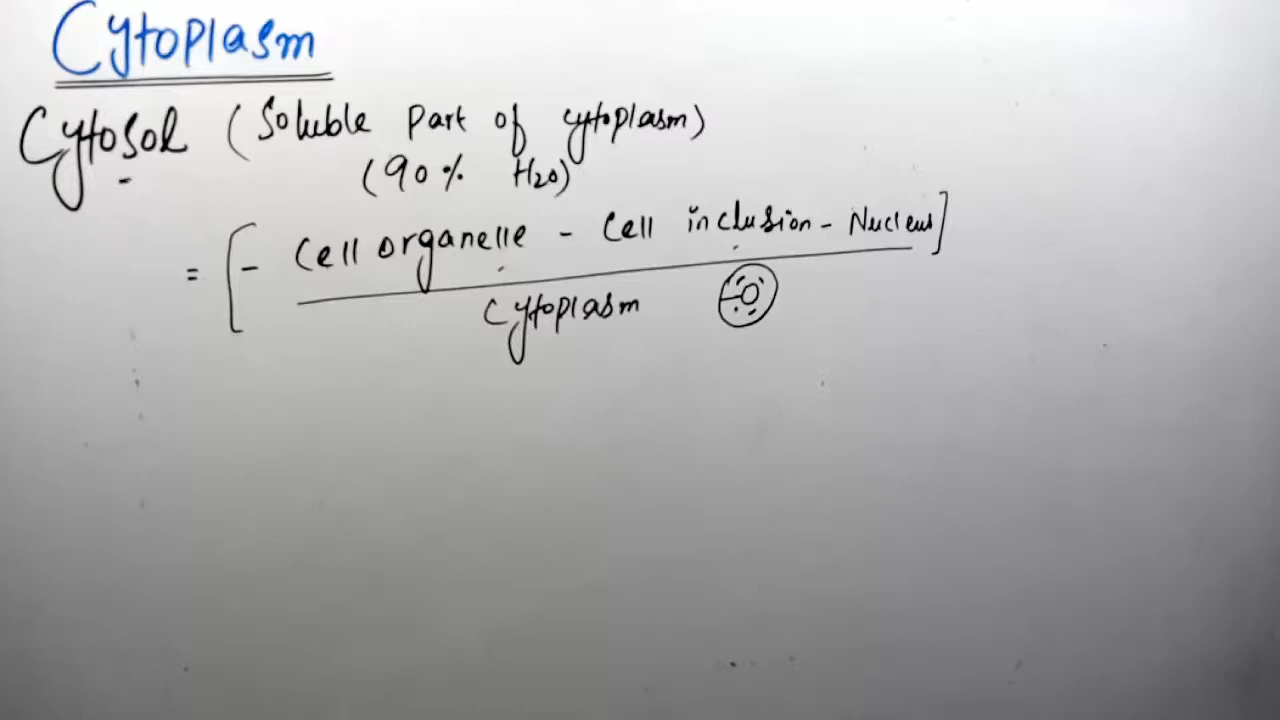 Cytoplasm
Cytosol (Soluble Part of cytoplasm)
(90% H2O)
= [- Cell organelle - Cell inclusion - Nucleus]
Cytoplasm